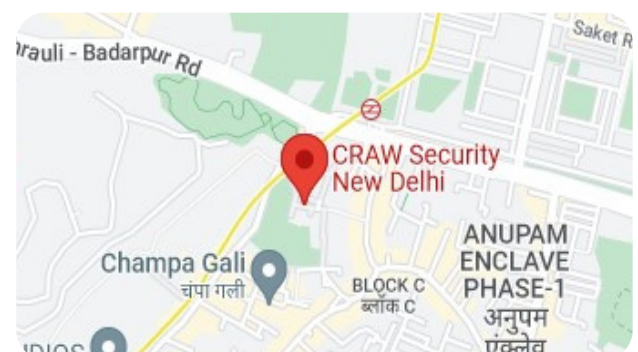 Saket R
rauli - Badarpur Rd
CRAW Security
New Delhi
Champa Gali
चंपा गली
BLOCK C
ब्लॉक C
ANUPAM
ENCLAVE
PHASE-1
अनुपम
एंक्लेव